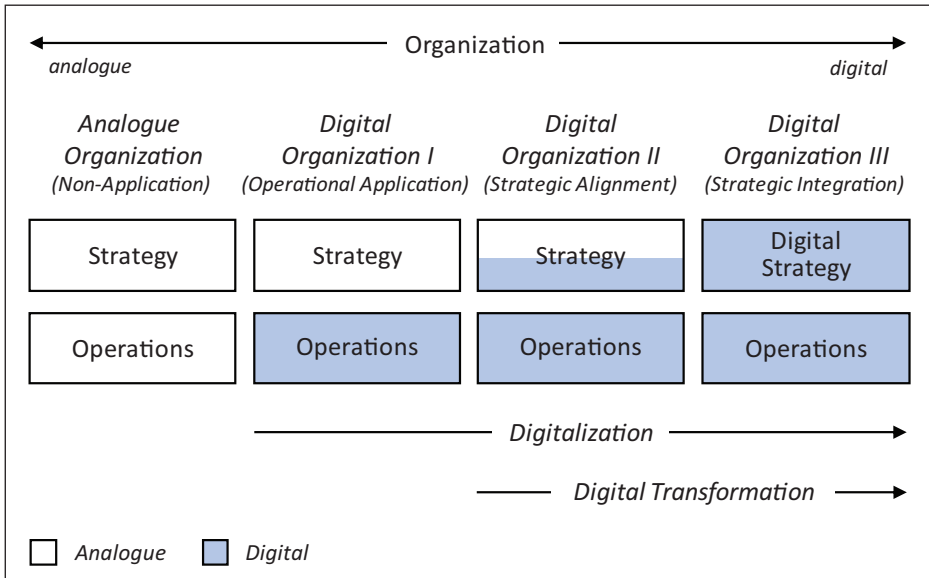 Organization
analogue
digital
Analogue
Organization
(Non-Application)
Digital
Organization I
(Operational Application)
Digital
Organization II
(Strategic Alignment)
Digital
Organization III
(Strategic Integration)
Strategy
Strategy
Strategy
Digital
Strategy
Operations
Operations
Operations
Operations
Digitalization
Digital Transformation
Analogue
Digital